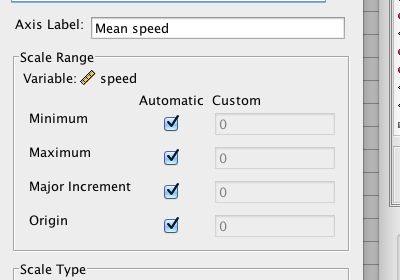 Axis Label: Mean speed
Scale Range
Variable: speed
Automatic Custom
Minimum 0
Maximum 0
Major Increment 0
Origin 0
Scale Type